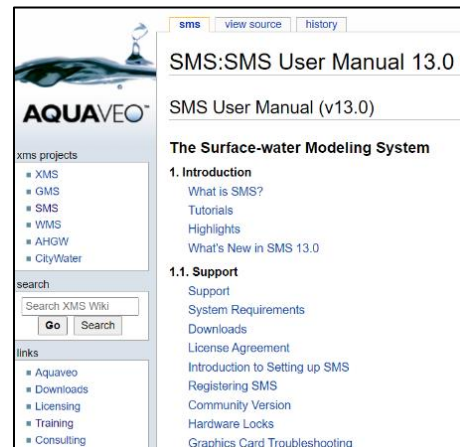 sms view source history
SMS:SMS User Manual 13.0
SMS User Manual (v13.0)
The Surface-water Modeling System
1. Introduction
What is SMS?
Tutorials
Highlights
What's New in SMS 13.0
1.1. Support
Support
System Requirements
Downloads
License Agreement
Introduction to Setting up SMS
Registering SMS
Community Version
Hardware Locks
Graphics Card Troubleshooting
AQUAVEO™
xms projects
XMS
GMS
SMS
WMS
AHGW
CityWater
search
Search XMS Wiki
Go Search
links
Aquaveo
Downloads
Licensing
Training
Consulting